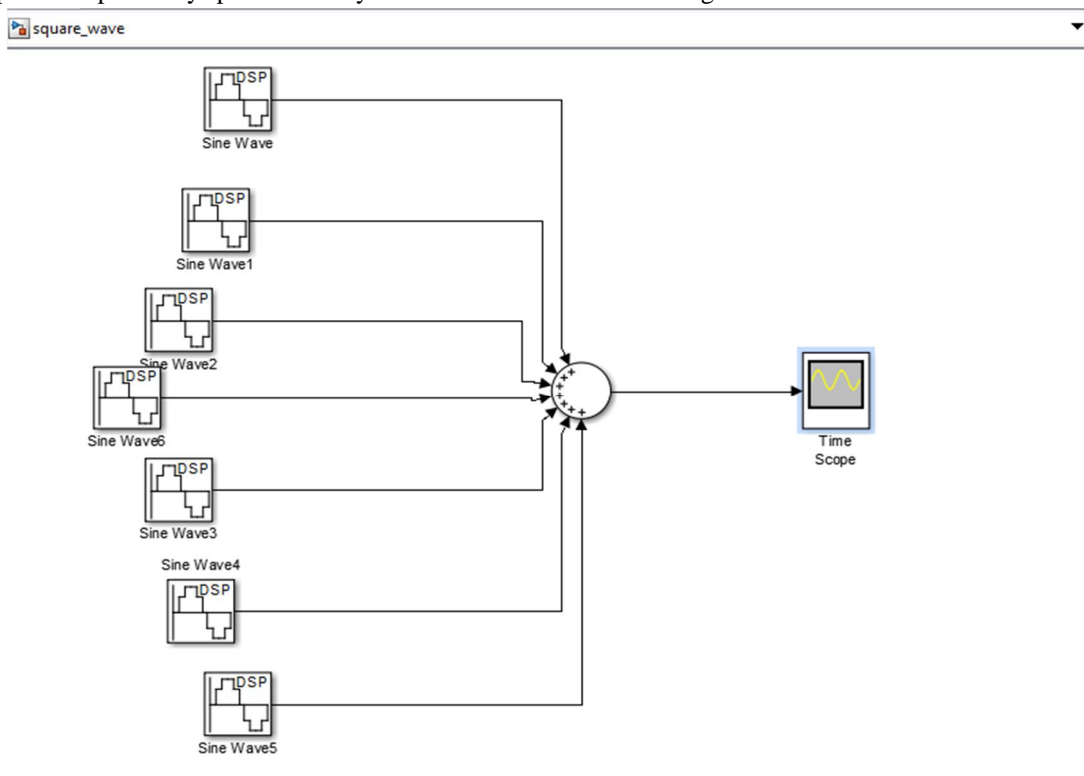 square_wave
DSP
Sine Wave
DSP
Sine Wave1
DSP
Sine Wave2
DSP
Sine Wave6
DSP
Sine Wave3
Sine Wave4
DSP
DSP
Sine Wave5
+
+
+
+
+
+
+
Time
Scope